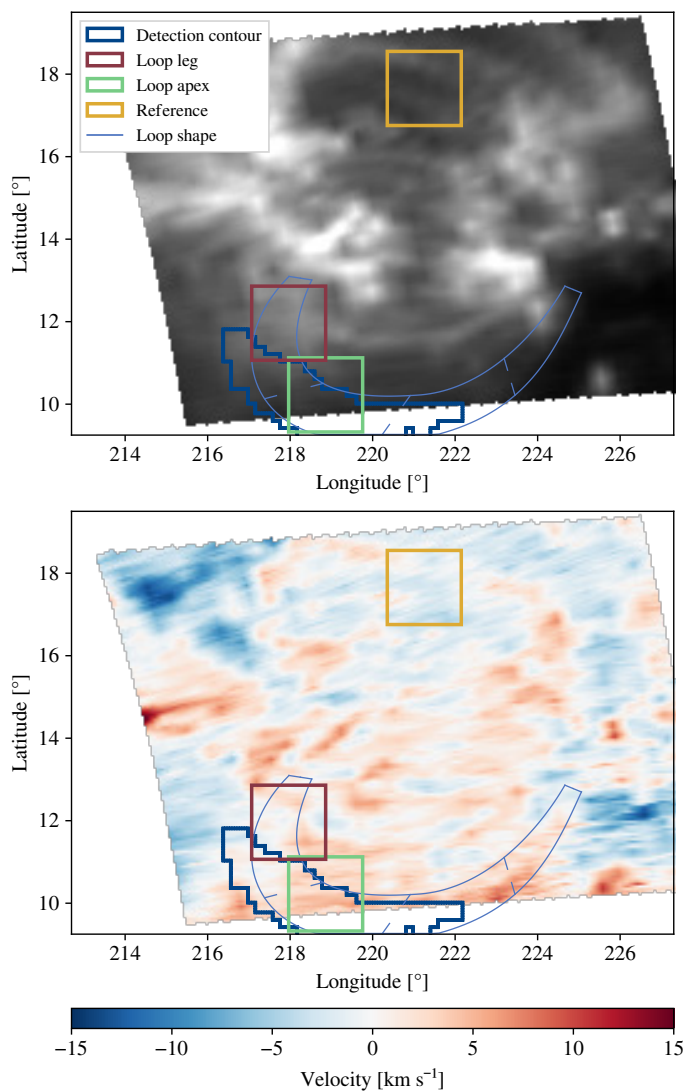 Detection contour
Loop leg
Loop apex
Reference
Loop shape
18
16
14
12
10
Latitude [°]
214 216 218 220 222 224 226
Longitude [°]
18
16
14
12
10
Latitude [°]
214 216 218 220 222 224 226
Longitude [°]
−15 −10 −5 0 5 10 15
Velocity [km s⁻¹]